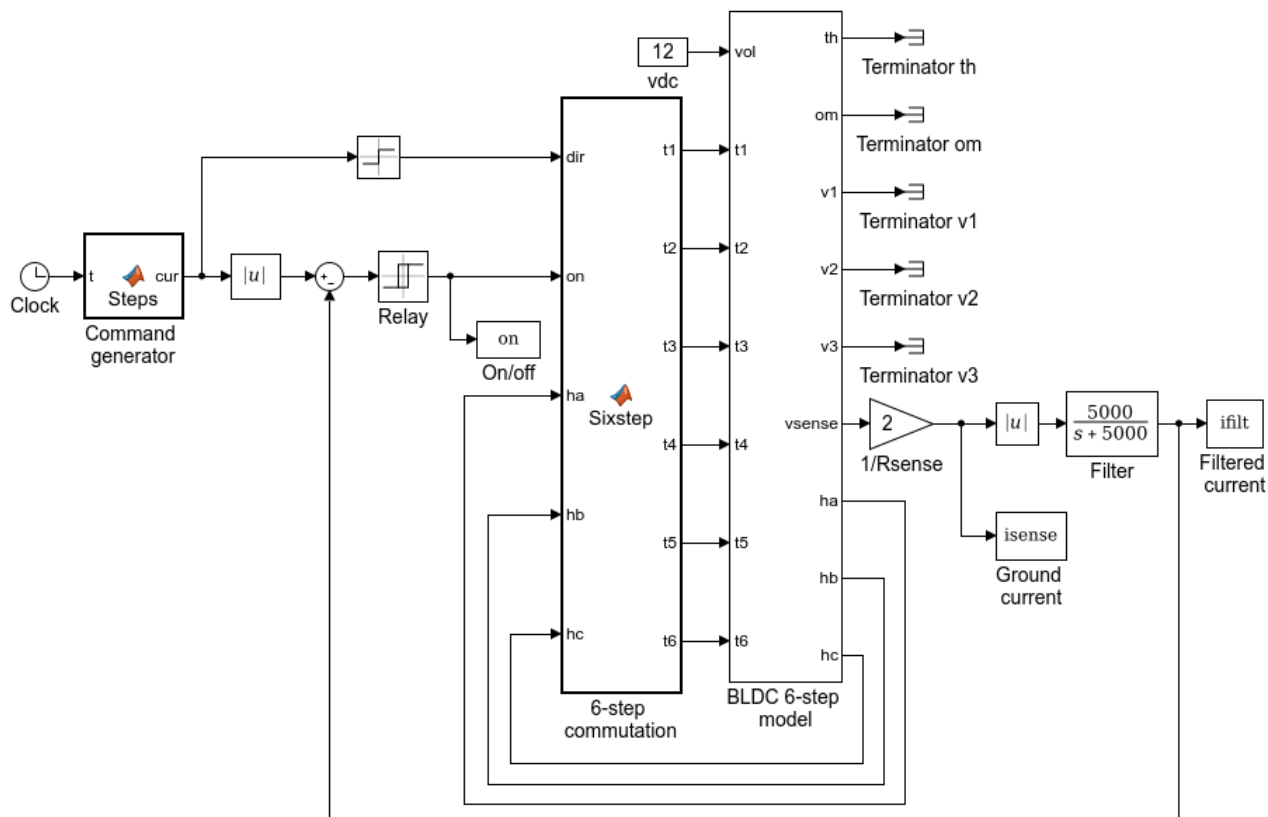 12
vol
vdc
th
Terminator th
om
Terminator om
dir
t1
t1
v1
Terminator v1
t2
t2
v2
Terminator v2
Clock
t
cur
Steps
Command
generator
|u|
+
-
Relay
on
on
On/off
t3
t3
v3
Terminator v3
ha
Sixstep
vsense
2
1/Rsense
|u|
5000
s + 5000
Filter
ifilt
Filtered
current
t4
t4
ha
isense
Ground
current
hb
t5
t5
hb
hc
t6
t6
hc
6-step
commutation
BLDC 6-step
model